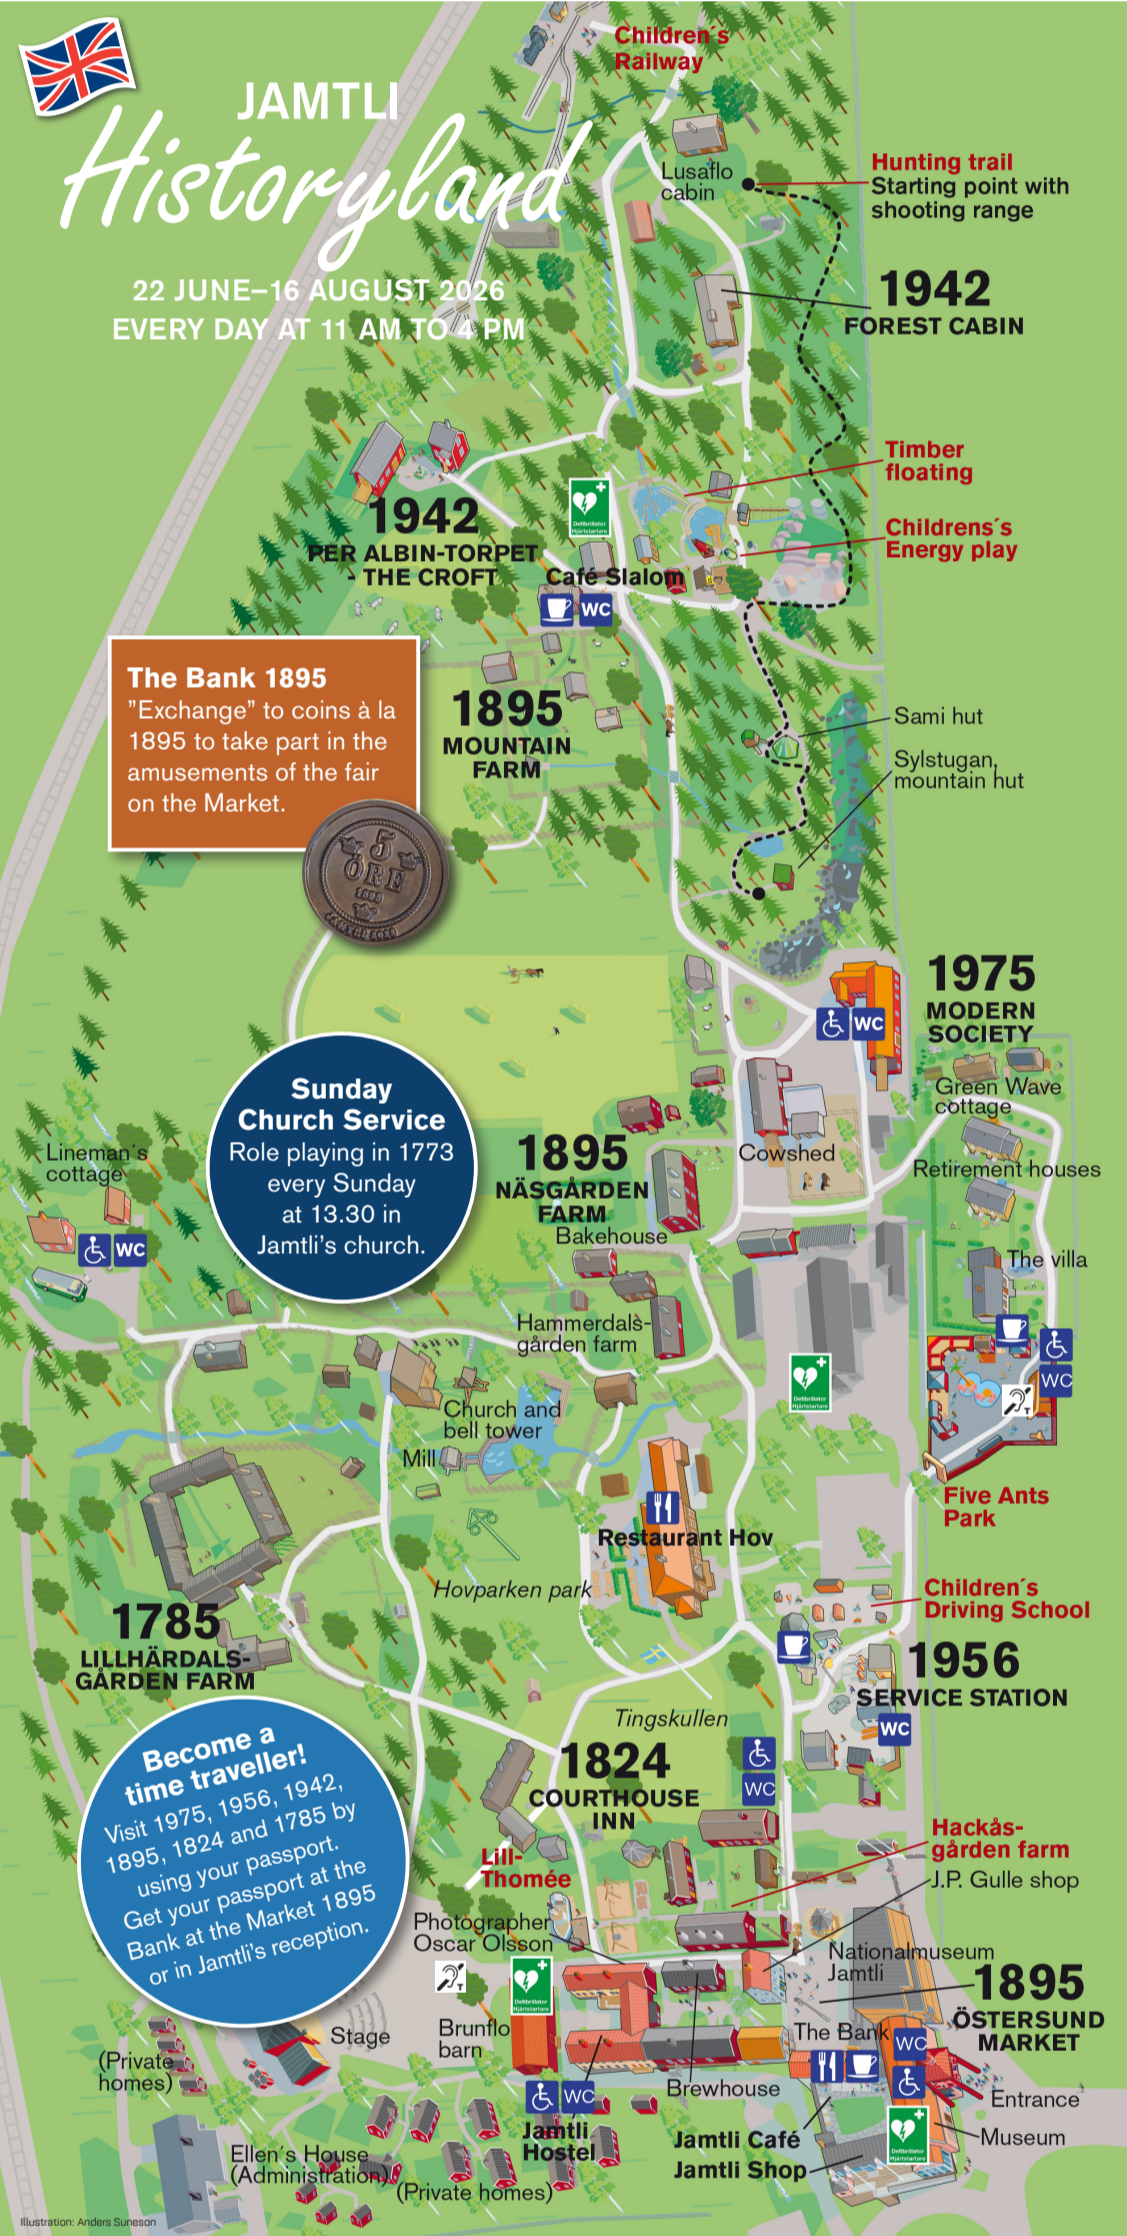 JAMTLI
Historyland
22 JUNE–16 AUGUST 2026
EVERY DAY AT 11 AM TO 4 PM
Children´s
Railway
Lusaflo
cabin
Hunting trail
Starting point with
shooting range
1942
FOREST CABIN
Timber
floating
Childrens´s
Energy play
Defibrillator
Hjärtstartare
1942
PER ALBIN-TORPET
- THE CROFT
Café Slalom
WC
The Bank 1895
”Exchange” to coins à la
1895 to take part in the
amusements of the fair
on the Market.
5
ÖRE
1895
1895
MOUNTAIN
FARM
Sami hut
Sylstugan,
mountain hut
1975
MODERN
SOCIETY
WC
Green Wave
cottage
Retirement houses
The villa
Sunday
Church Service
Role playing in 1773
every Sunday
at 13.30 in
Jamtli’s church.
1895
NÄSGÅRDEN
FARM
Bakehouse
Cowshed
Lineman´s
cottage
WC
Hammerdals-
gården farm
Defibrillator
Hjärtstartare
WC
T
Church and
bell tower
Mill
Five Ants
Park
Restaurant Hov
Hovparken park
Children´s
Driving School
1785
LILLHÄRDALS-
GÅRDEN FARM
1956
SERVICE STATION
WC
Tingskullen
1824
COURTHOUSE
INN
WC
Become a
time traveller!
Visit 1975, 1956, 1942,
1895, 1824 and 1785 by
using your passport.
Get your passport at the
Bank at the Market 1895
or in Jamtli’s reception.
Lill-
Thomée
Hackås-
gården farm
J.P. Gulle shop
Photographer
Oscar Olsson
T
Defibrillator
Hjärtstartare
Nationalmuseum
Jamtli
1895
ÖSTERSUND
MARKET
The Bank
WC
Stage
Brunflo
barn
(Private
homes)
Brewhouse
Entrance
WC
Jamtli
Hostel
Jamtli Café
Jamtli Shop
Defibrillator
Hjärtstartare
Museum
Ellen´s House
(Administration)
(Private homes)
Illustration: Anders Suneson